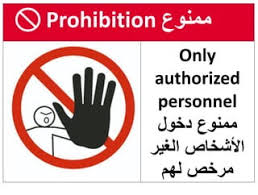 Prohibition ممنوع
Only
authorized
personnel
ممنوع دخول
الأشخاص الغير
مرخص لهم